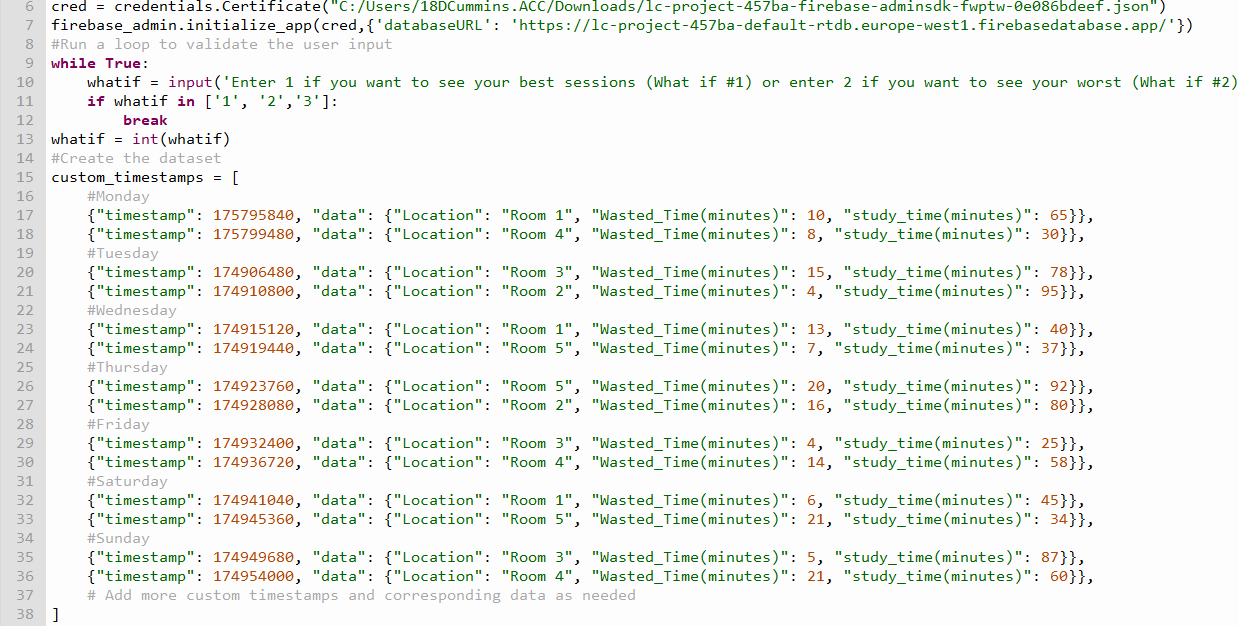 6 cred = credentials.Certificate("C:/Users/18DCummins.ACC/Downloads/lc-project-457ba-firebase-adminsdk-fwptw-0e086bdeef.json")
7 firebase_admin.initialize_app(cred,{'databaseURL': 'https://lc-project-457ba-default-rtdb.europe-west1.firebasedatabase.app/'})
8 #Run a loop to validate the user input
9 while True:
10     whatif = input('Enter 1 if you want to see your best sessions (What if #1) or enter 2 if you want to see your worst (What if #2)
11     if whatif in ['1', '2','3']:
12         break
13 whatif = int(whatif)
14 #Create the dataset
15 custom_timestamps = [
16     #Monday
17     {"timestamp": 175795840, "data": {"Location": "Room 1", "Wasted_Time(minutes)": 10, "study_time(minutes)": 65}},
18     {"timestamp": 175799480, "data": {"Location": "Room 4", "Wasted_Time(minutes)": 8, "study_time(minutes)": 30}},
19     #Tuesday
20     {"timestamp": 174906480, "data": {"Location": "Room 3", "Wasted_Time(minutes)": 15, "study_time(minutes)": 78}},
21     {"timestamp": 174910800, "data": {"Location": "Room 2", "Wasted_Time(minutes)": 4, "study_time(minutes)": 95}},
22     #Wednesday
23     {"timestamp": 174915120, "data": {"Location": "Room 1", "Wasted_Time(minutes)": 13, "study_time(minutes)": 40}},
24     {"timestamp": 174919440, "data": {"Location": "Room 5", "Wasted_Time(minutes)": 7, "study_time(minutes)": 37}},
25     #Thursday
26     {"timestamp": 174923760, "data": {"Location": "Room 5", "Wasted_Time(minutes)": 20, "study_time(minutes)": 92}},
27     {"timestamp": 174928080, "data": {"Location": "Room 2", "Wasted_Time(minutes)": 16, "study_time(minutes)": 80}},
28     #Friday
29     {"timestamp": 174932400, "data": {"Location": "Room 3", "Wasted_Time(minutes)": 4, "study_time(minutes)": 25}},
30     {"timestamp": 174936720, "data": {"Location": "Room 4", "Wasted_Time(minutes)": 14, "study_time(minutes)": 58}},
31     #Saturday
32     {"timestamp": 174941040, "data": {"Location": "Room 1", "Wasted_Time(minutes)": 6, "study_time(minutes)": 45}},
33     {"timestamp": 174945360, "data": {"Location": "Room 5", "Wasted_Time(minutes)": 21, "study_time(minutes)": 34}},
34     #Sunday
35     {"timestamp": 174949680, "data": {"Location": "Room 3", "Wasted_Time(minutes)": 5, "study_time(minutes)": 87}},
36     {"timestamp": 174954000, "data": {"Location": "Room 4", "Wasted_Time(minutes)": 21, "study_time(minutes)": 60}},
37     # Add more custom timestamps and corresponding data as needed
38 ]